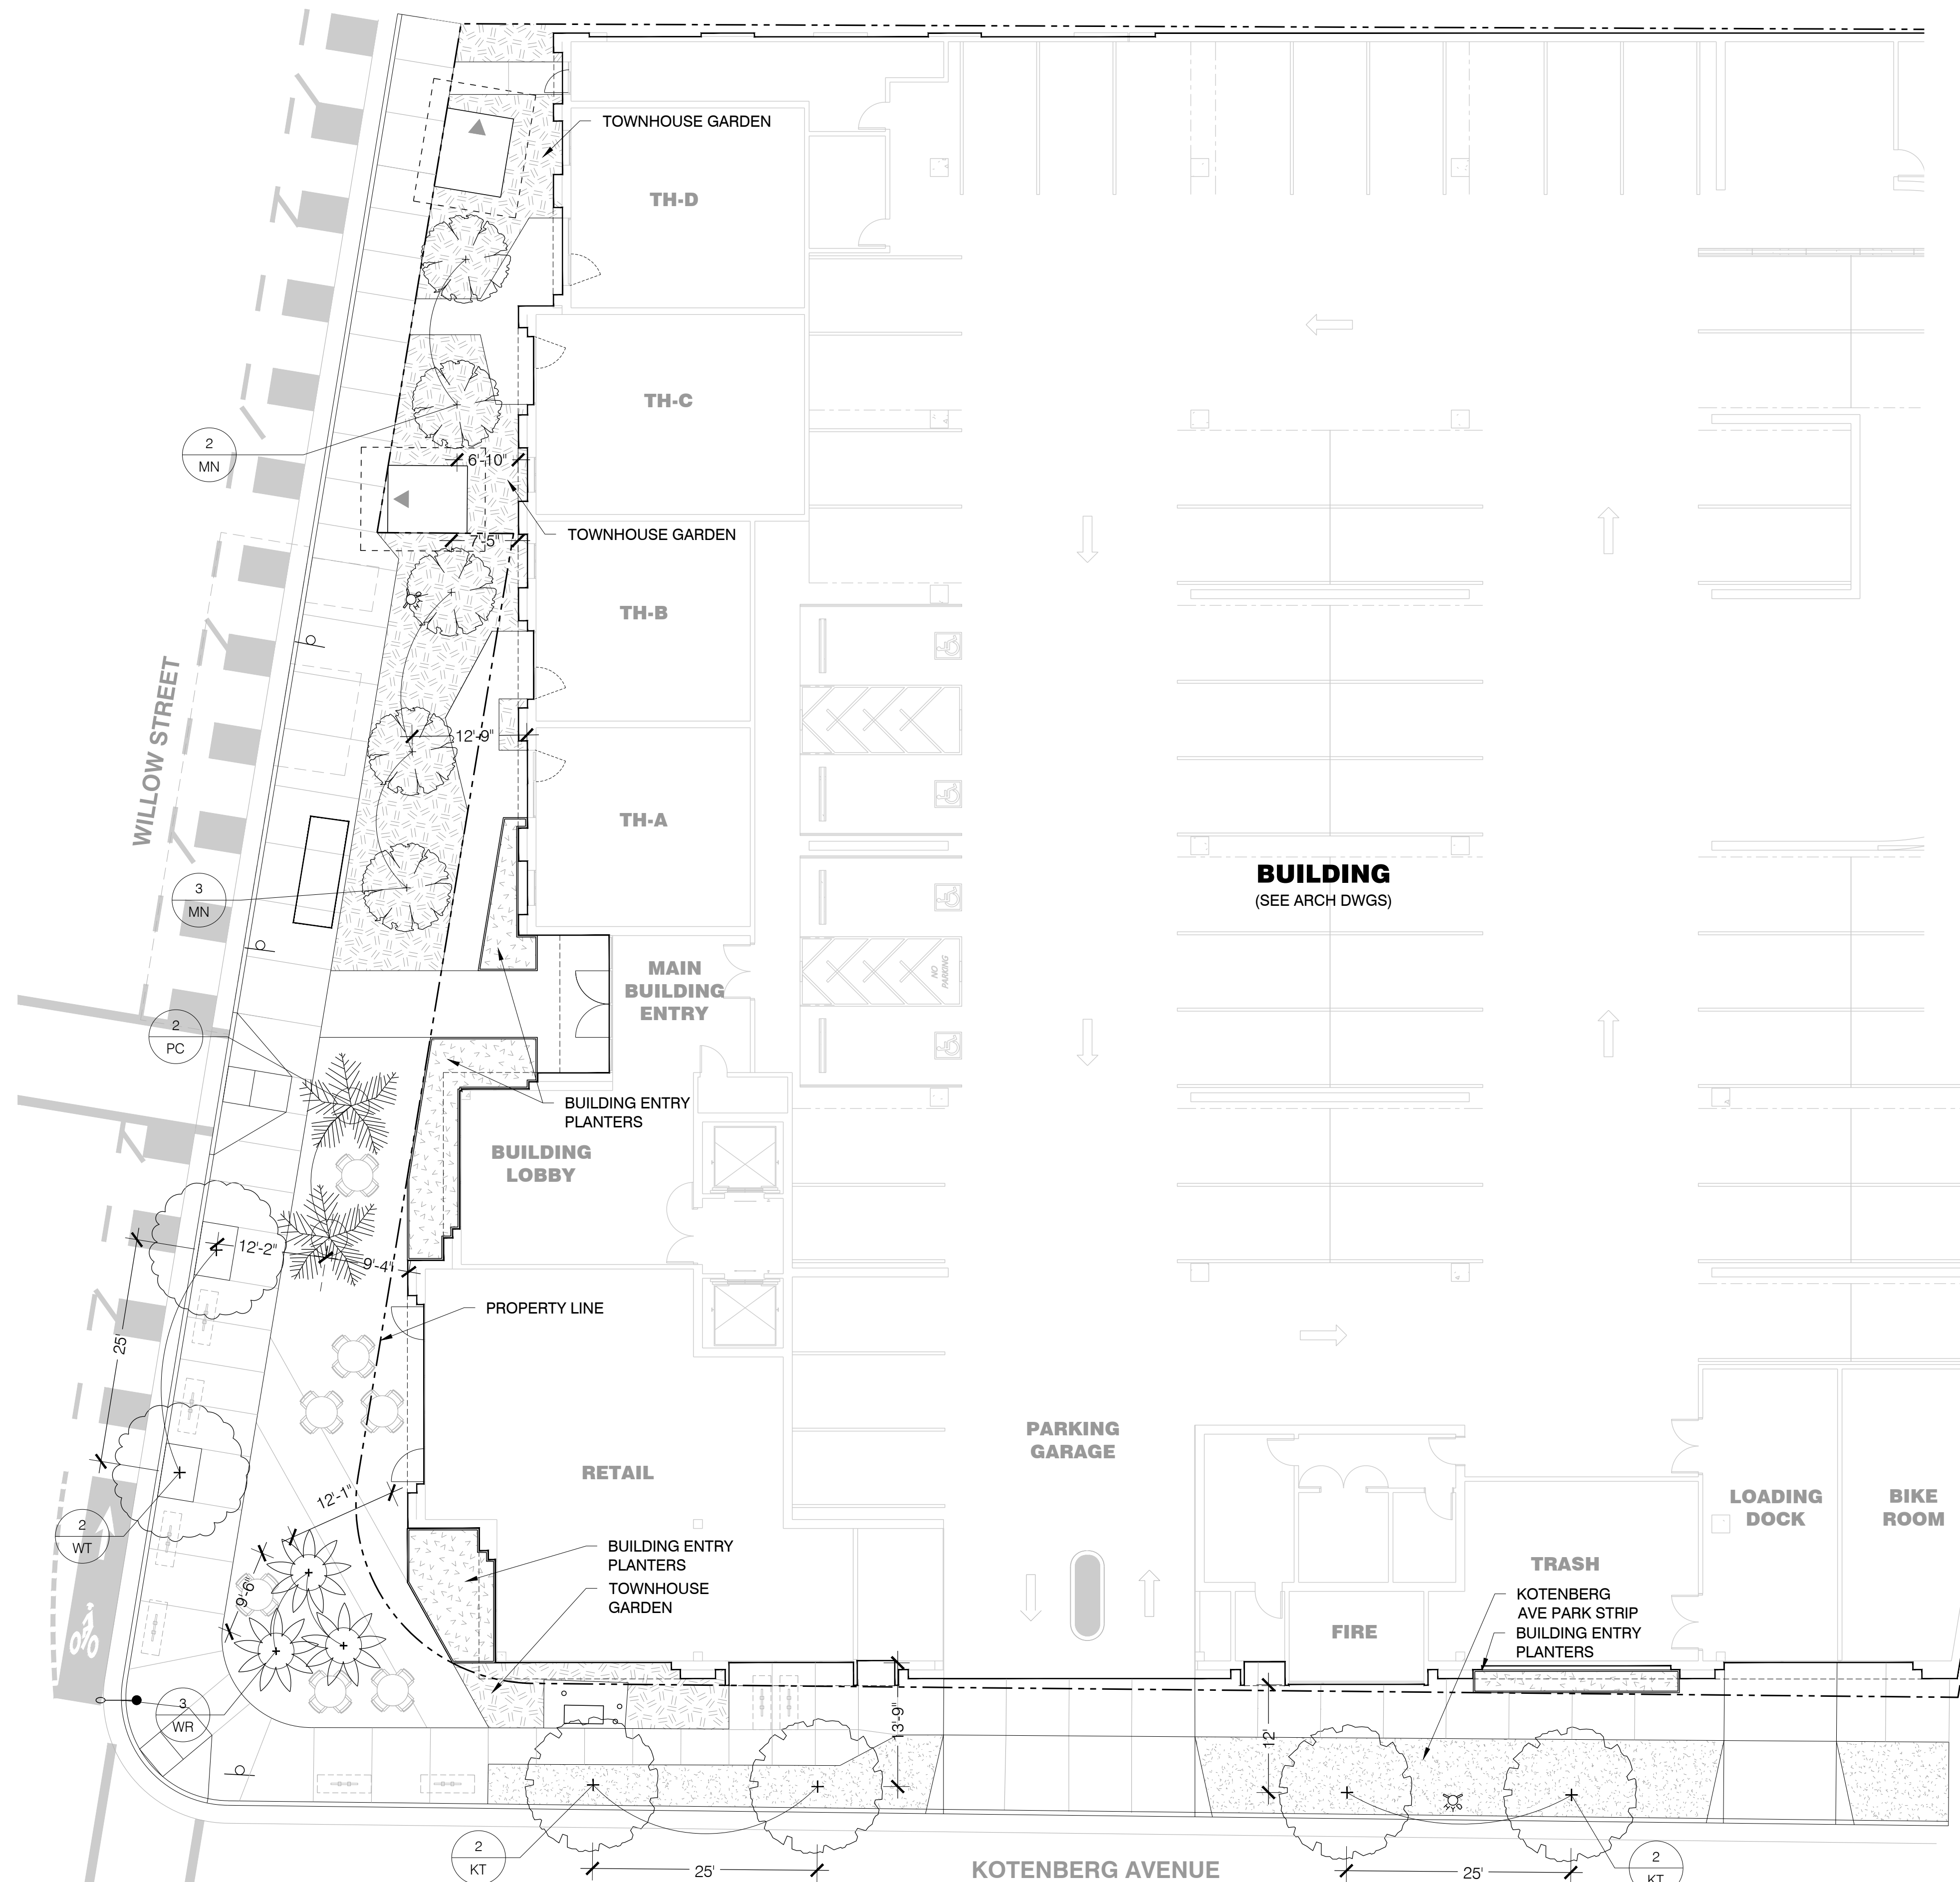 TOWNHOUSE GARDEN
TH-D
TH-C
2
MN
6'-10"
TOWNHOUSE GARDEN
7'-5"
TH-B
WILLOW STREET
12'-9"
TH-A
BUILDING
(SEE ARCH DWGS)
3
MN
MAIN
BUILDING
ENTRY
NO
PARKING
2
PC
BUILDING ENTRY
PLANTERS
BUILDING
LOBBY
12'-2"
9'-4"
PROPERTY LINE
25'
PARKING
GARAGE
RETAIL
12'-1"
LOADING
DOCK
BIKE
ROOM
2
WT
BUILDING ENTRY
PLANTERS
TRASH
TOWNHOUSE
GARDEN
9'-6"
KOTENBERG
AVE PARK STRIP
BUILDING ENTRY
PLANTERS
FIRE
3
WR
13'-9"
12'
2
KT
25'
KOTENBERG AVENUE
25'
2
KT